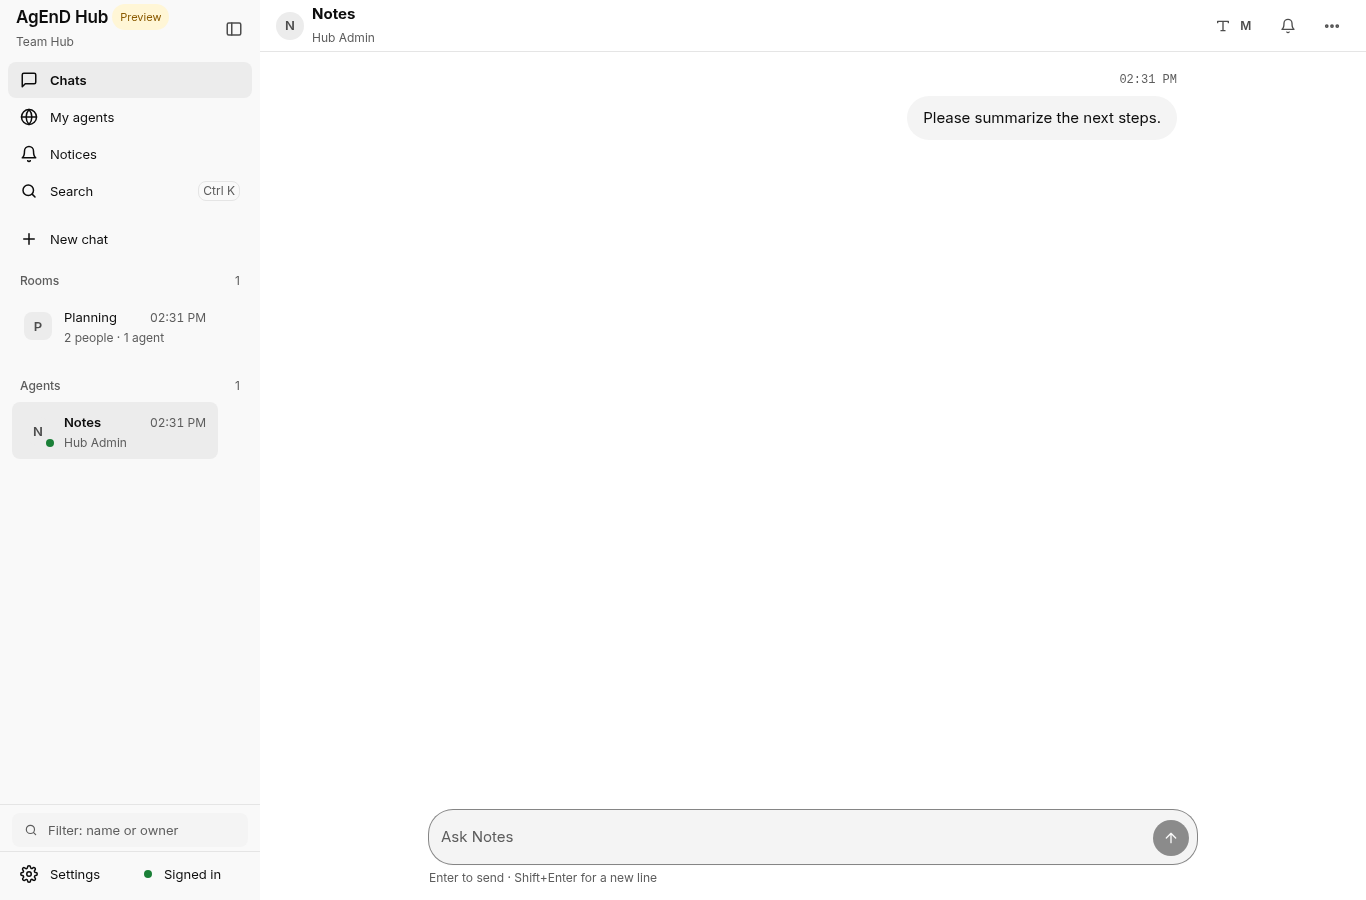 AgEnD Hub Preview
Team Hub
Chats
My agents
Notices
Search Ctrl K
New chat
Rooms 1
P Planning 02:31 PM
2 people · 1 agent
Agents 1
N Notes 02:31 PM
Hub Admin
Filter: name or owner
Settings Signed in
N Notes
Hub Admin
M
02:31 PM
Please summarize the next steps.
Ask Notes
Enter to send · Shift+Enter for a new line